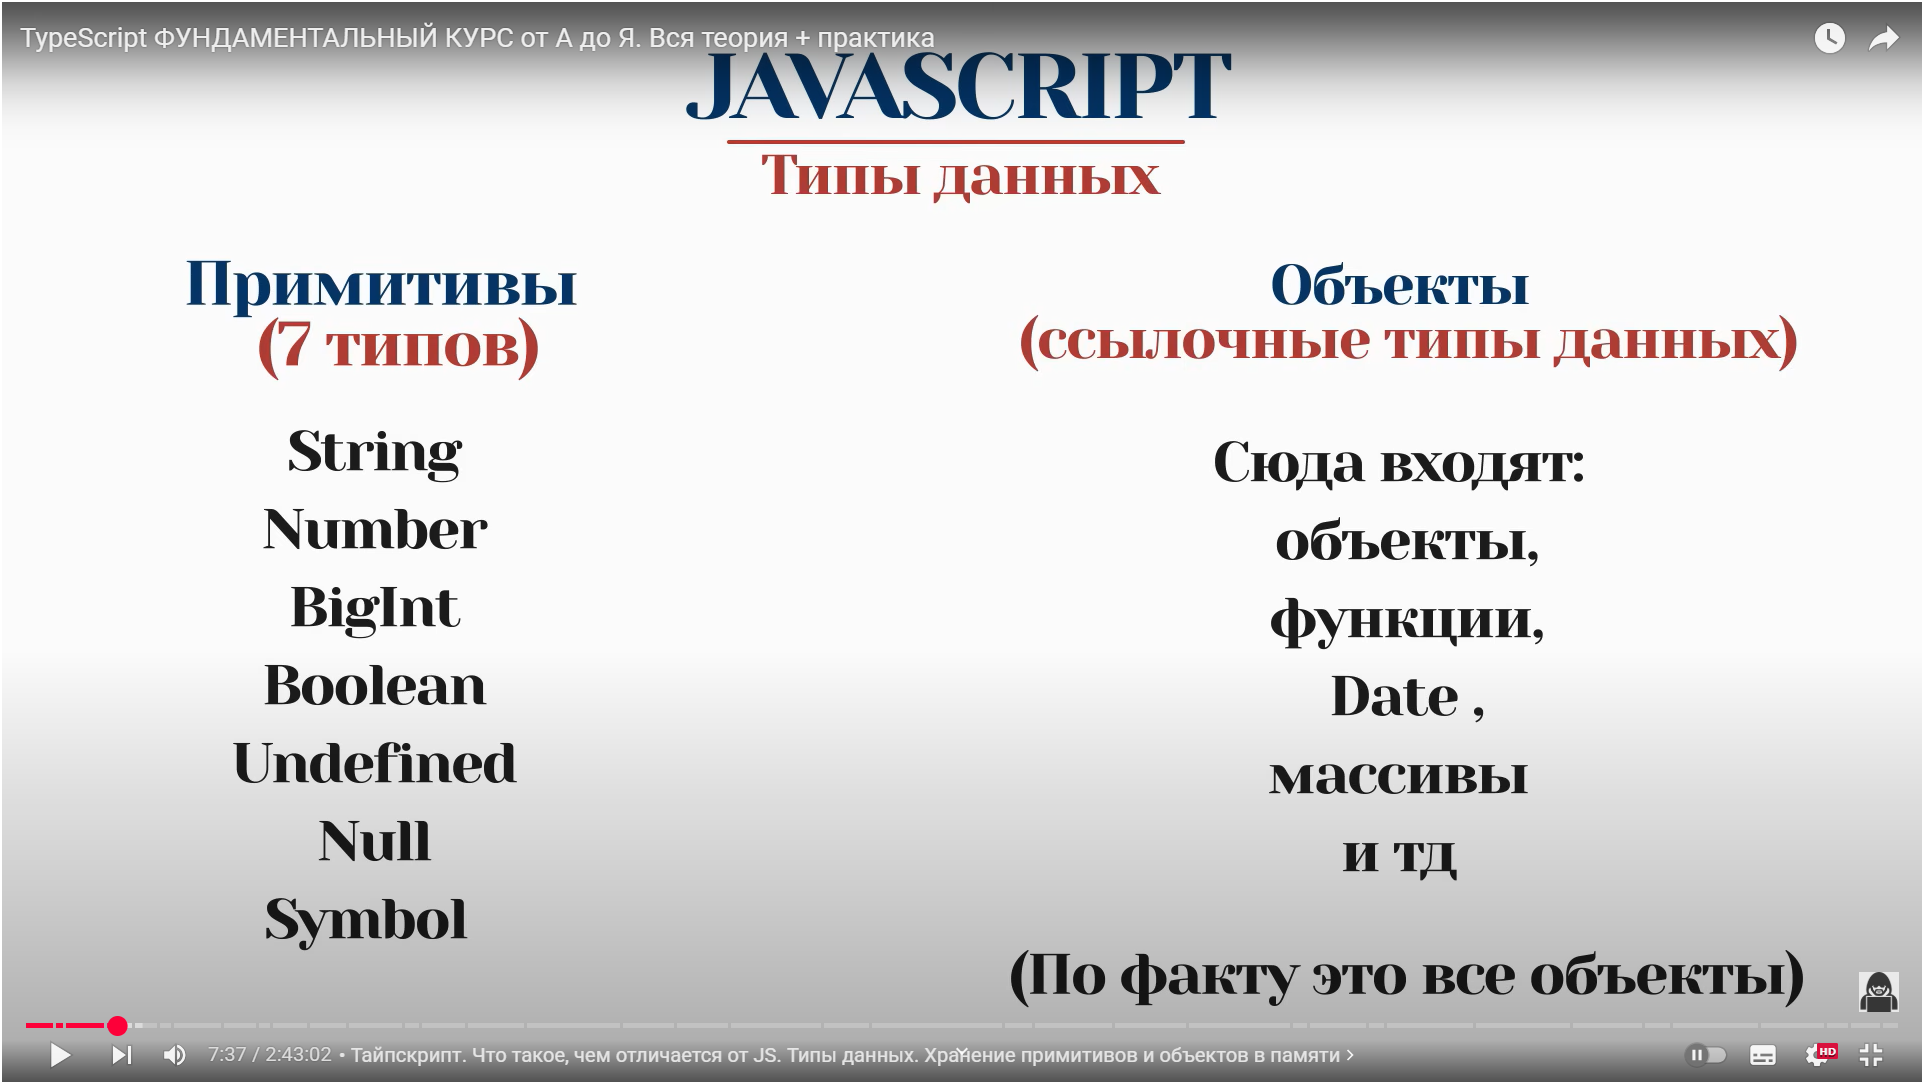 TypeScript ФУНДАМЕНТАЛЬНЫЙ КУРС от А до Я. Вся теория + практика
JAVASCRIPT
Типы данных
Примитивы
(7 типов)
String
Number
BigInt
Boolean
Undefined
Null
Symbol
Объекты
(ссылочные типы данных)
Сюда входят:
объекты,
функции,
Date ,
массивы
и тд
(По факту это все объекты)
7:37 / 2:43:02 • Тайпскрипт. Что такое, чем отличается от JS. Типы данных. Хранение примитивов и объектов в памяти
HD